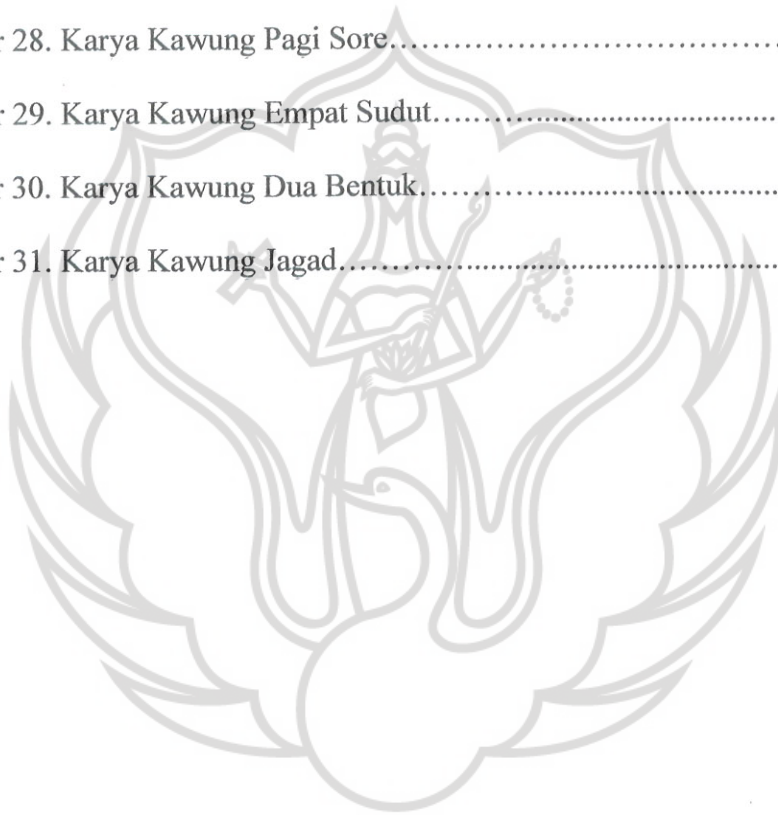 r 28. Karya Kawung Pagi Sore................................................
r 29. Karya Kawung Empat Sudut................................................
r 30. Karya Kawung Dua Bentuk................................................
r 31. Karya Kawung Jagad................................................